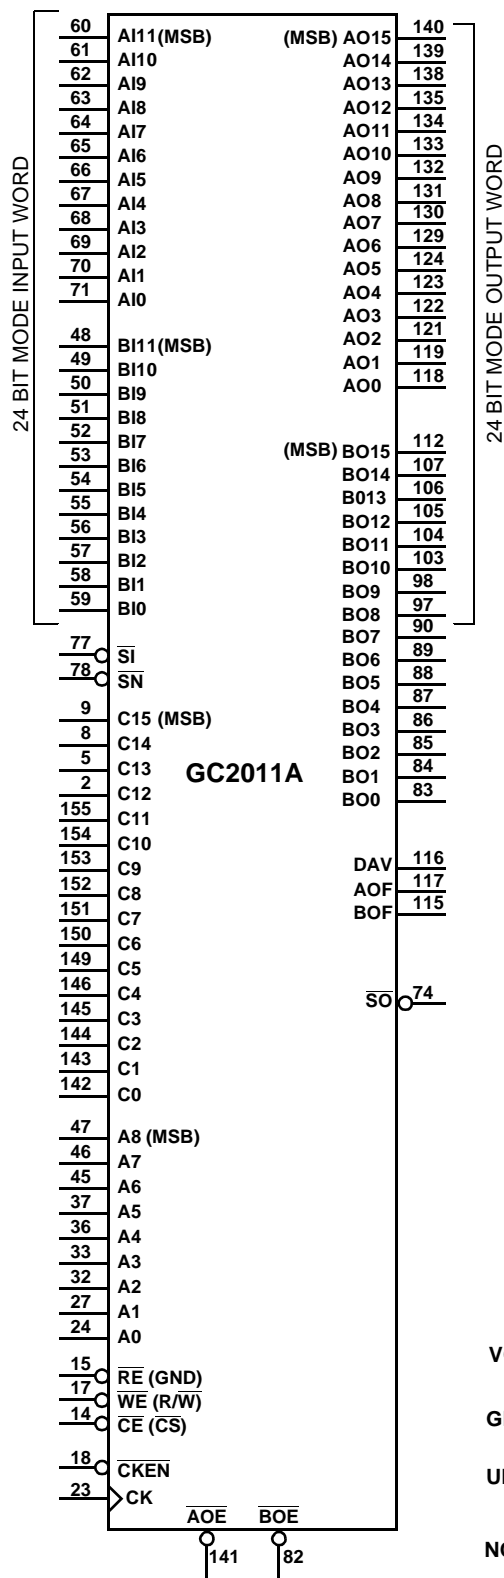 24 BIT MODE INPUT WORD
60 AI11(MSB)
61 AI10
62 AI9
63 AI8
64 AI7
65 AI6
66 AI5
67 AI4
68 AI3
69 AI2
70 AI1
71 AI0
48 BI11(MSB)
49 BI10
50 BI9
51 BI8
52 BI7
53 BI6
54 BI5
55 BI4
56 BI3
57 BI2
58 BI1
59 BI0
77 SI
78 SN
9 C15 (MSB)
8 C14
5 C13
2 C12
155 C11
154 C10
153 C9
152 C8
151 C7
150 C6
149 C5
146 C4
145 C3
144 C2
143 C1
142 C0
47 A8 (MSB)
46 A7
45 A6
37 A5
36 A4
33 A3
32 A2
27 A1
24 A0
15 RE (GND)
17 WE (R/W)
14 CE (CS)
18 CKEN
23 CK
GC2011A
AOE BOE
141 82
(MSB) AO15 140
AO14 139
AO13 138
AO12 135
AO11 134
AO10 133
AO9 132
AO8 131
AO7 130
AO6 129
AO5 124
AO4 123
AO3 122
AO2 121
AO1 119
AO0 118
(MSB) BO15 112
BO14 107
B013 106
BO12 105
BO11 104
BO10 103
BO9 98
BO8 97
BO7 90
BO6 89
BO5 88
BO4 87
BO3 86
BO2 85
BO1 84
BO0 83
DAV 116
AOF 117
BOF 115
SO 74
24 BIT MODE OUTPUT WORD
V
G